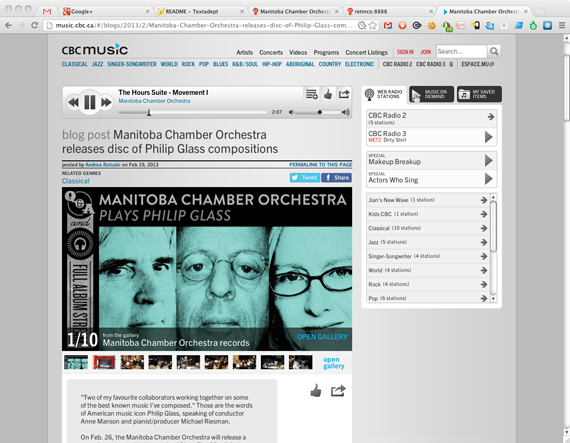 Google+
README – Textadept
Manitoba Chamber Orchestra
retmco:8888
Manitoba Chamber Orchestra
music.cbc.ca/#/blogs/2013/2/Manitoba-Chamber-Orchestra-releases-disc-of-Philip-Glass-com...
cbcmusic
Artists Concerts Videos Programs Concert Listings SIGN IN JOIN Search...
CLASSICAL JAZZ SINGER-SONGWRITER WORLD ROCK POP BLUES R&B/SOUL HIP-HOP ABORIGINAL COUNTRY ELECTRONIC CBC RADIO 2 CBC RADIO 3 ESPACE.MU
The Hours Suite - Movement I
Manitoba Chamber Orchestra
2:07
blog post Manitoba Chamber Orchestra
releases disc of Philip Glass compositions
posted by Andrea Ratuski on Feb 19, 2013 PERMALINK TO THIS PAGE
RELATED GENRES
Classical
Tweet Share
and
FULL ALBUM
MANITOBA CHAMBER ORCHESTRA
PLAYS PHILIP GLASS
1/10 from the gallery
Manitoba Chamber Orchestra records
OPEN GALLERY
open
gallery
"Two of my favourite collaborators working together on some
of the best known music I've composed." Those are the words
of American music icon Philip Glass, speaking of conductor
Anne Manson and pianist/producer Michael Riesman.
On Feb. 26, the Manitoba Chamber Orchestra will release a
WEB RADIO
STATIONS
MUSIC ON
DEMAND
MY SAVED
ITEMS
CBC Radio 2
(5 stations)
CBC Radio 3
METZ Dirty Shirt
SPECIAL
Makeup Breakup
SPECIAL
Actors Who Sing
Jian's New Wave (1 station)
Kids CBC (1 station)
Classical (10 stations)
Jazz (5 stations)
Singer-Songwriter (4 stations)
World (4 stations)
Rock (4 stations)
Pop (6 stations)